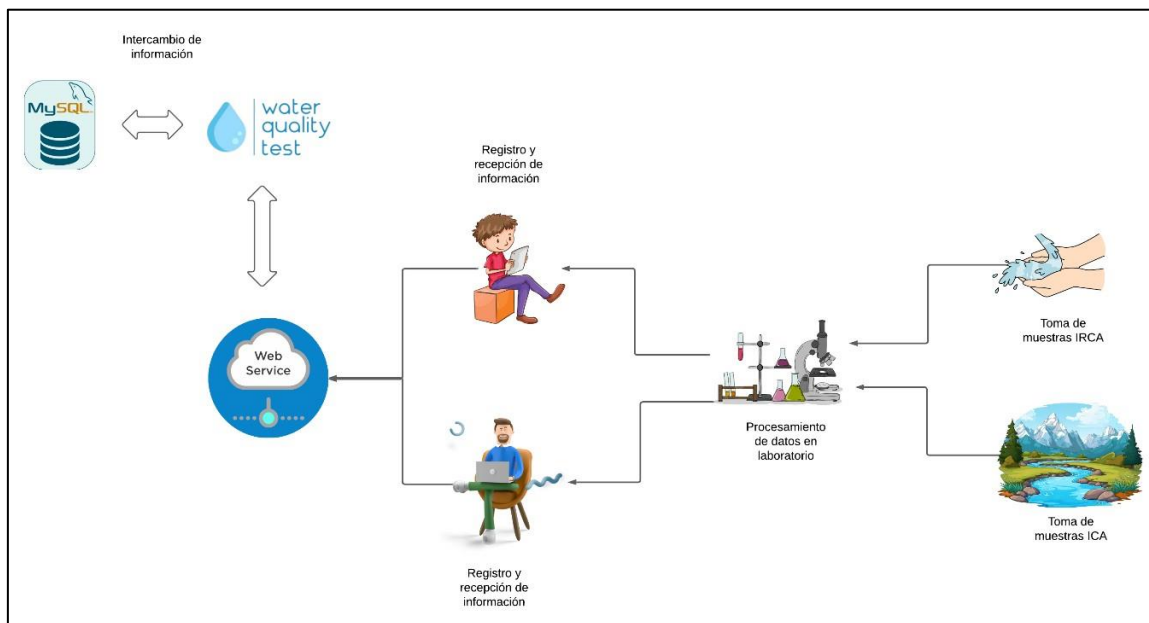 Intercambio de
información
MySQL
water
quality
test
Registro y
recepción de
información
Web
Service
Toma de
muestras IRCA
Procesamiento
de datos en
laboratorio
Toma de
muestras ICA
Registro y
recepción de
información